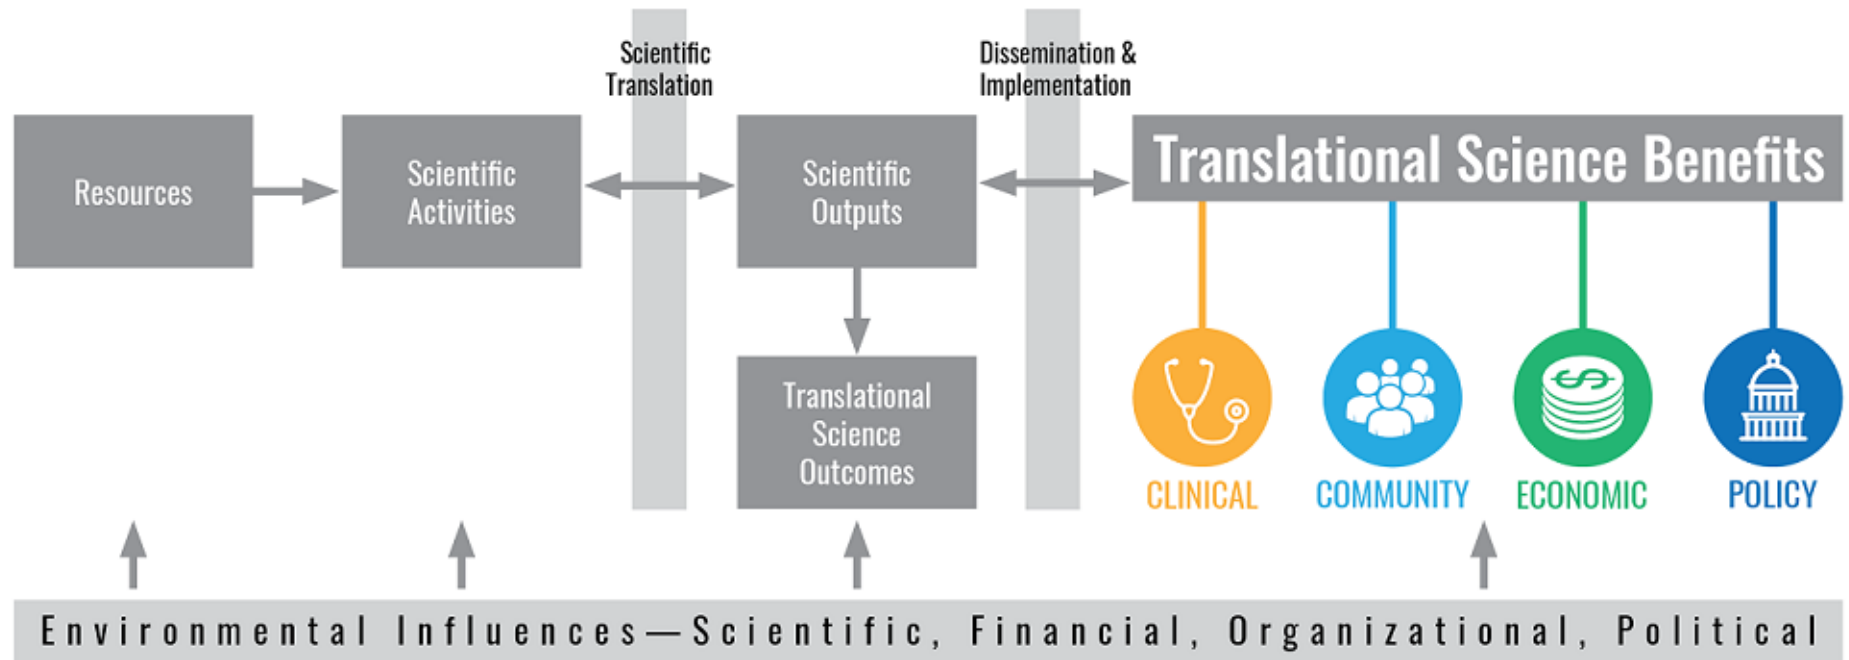 Scientific
Translation
Dissemination &
Implementation
Resources
Scientific
Activities
Scientific
Outputs
Translational Science Benefits
Translational
Science
Outcomes
$
CLINICAL
COMMUNITY
ECONOMIC
POLICY
Environmental Influences—Scientific, Financial, Organizational, Political